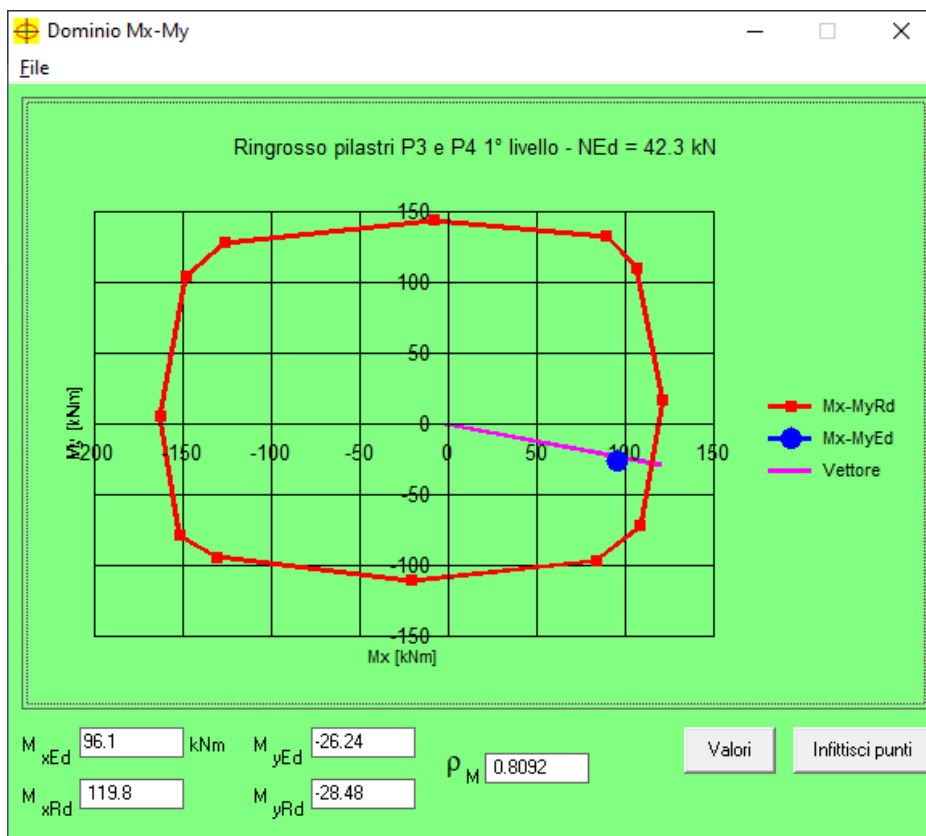 Dominio Mx-My
File
Ringrosso pilastri P3 e P4 1° livello - NEd = 42.3 kN
150
100
50
0
-200 -150 -100 -50 0 50 100 150
-50
-100
-150
[kNm]
Mx [kNm]
Mx-MyRd
Mx-MyEd
Vettore
M xEd 96.1 kNm M yEd -26.24
ρ M 0.8092
M xRd 119.8 M yRd -28.48
Valori
Infittisci punti